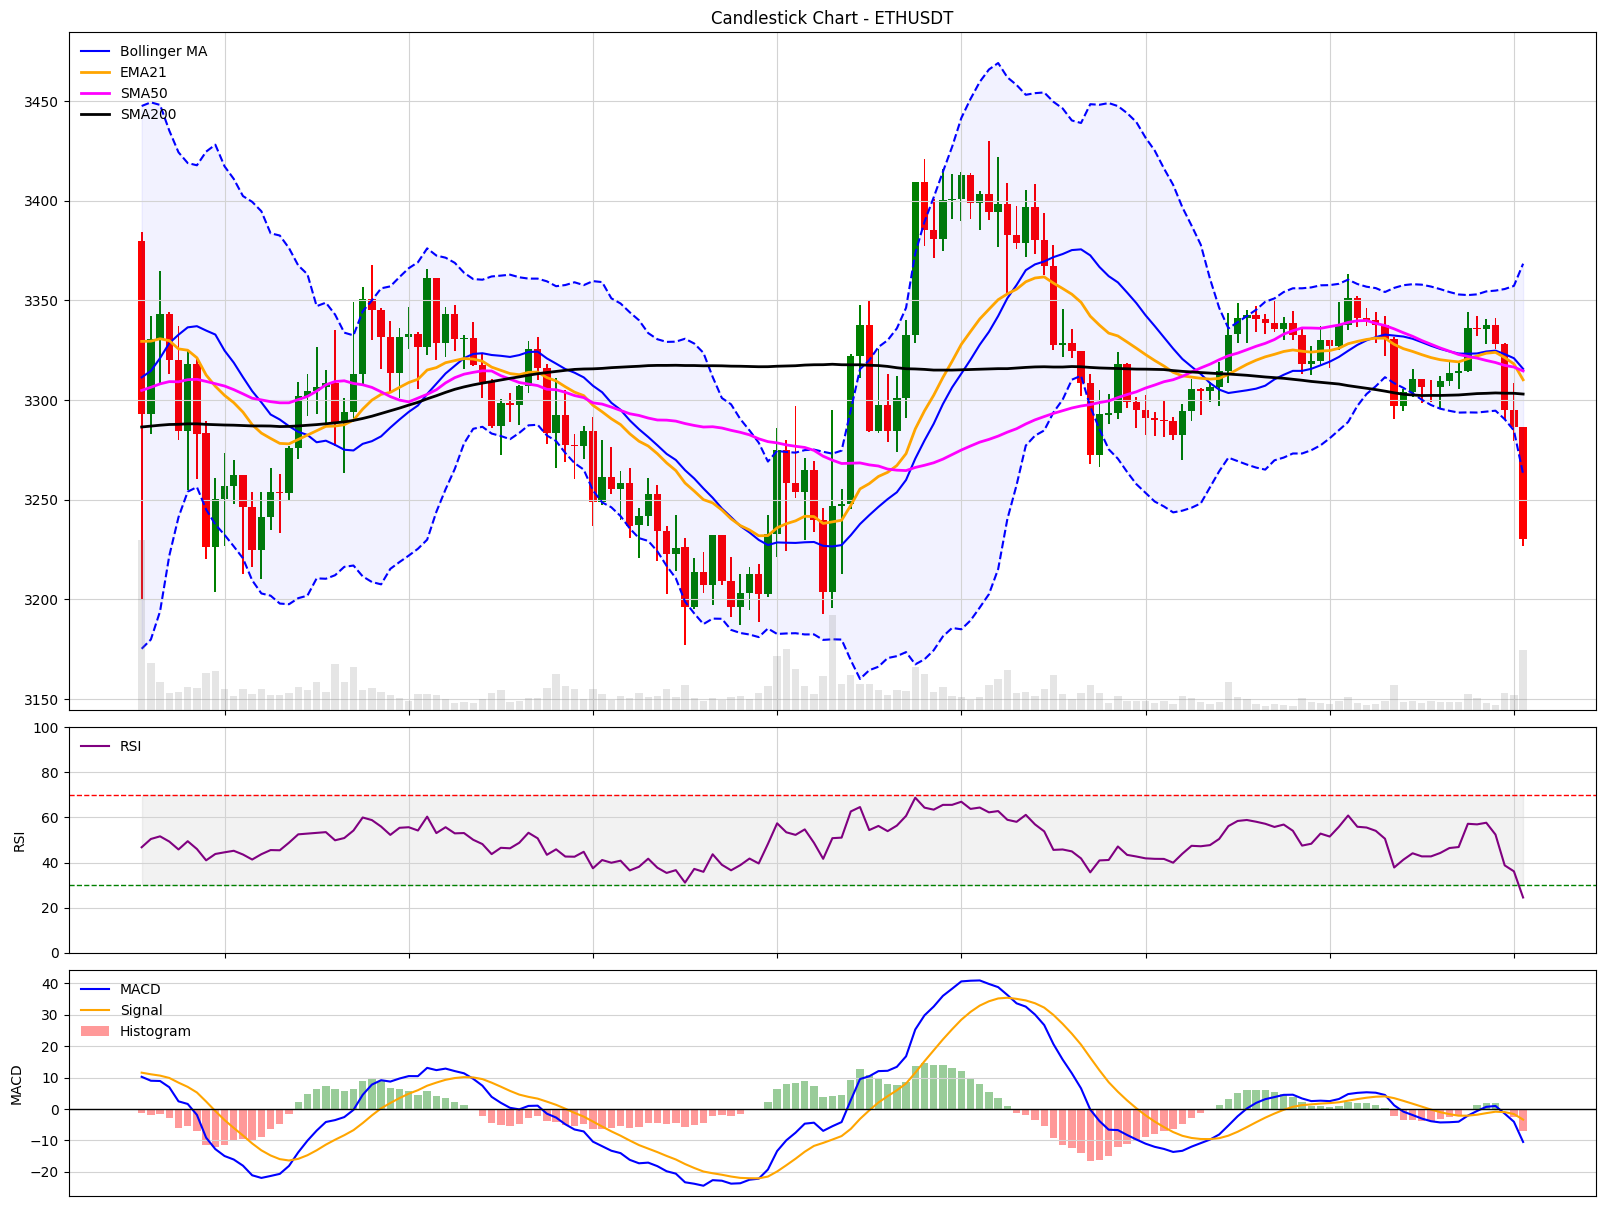 Candlestick Chart - ETHUSDT
Bollinger MA
EMA21
SMA50
SMA200
3450
3400
3350
3300
3250
3200
3150
RSI
100
80
60
40
20
0
RSI
MACD
Signal
Histogram
40
30
20
10
0
−10
−20
MACD